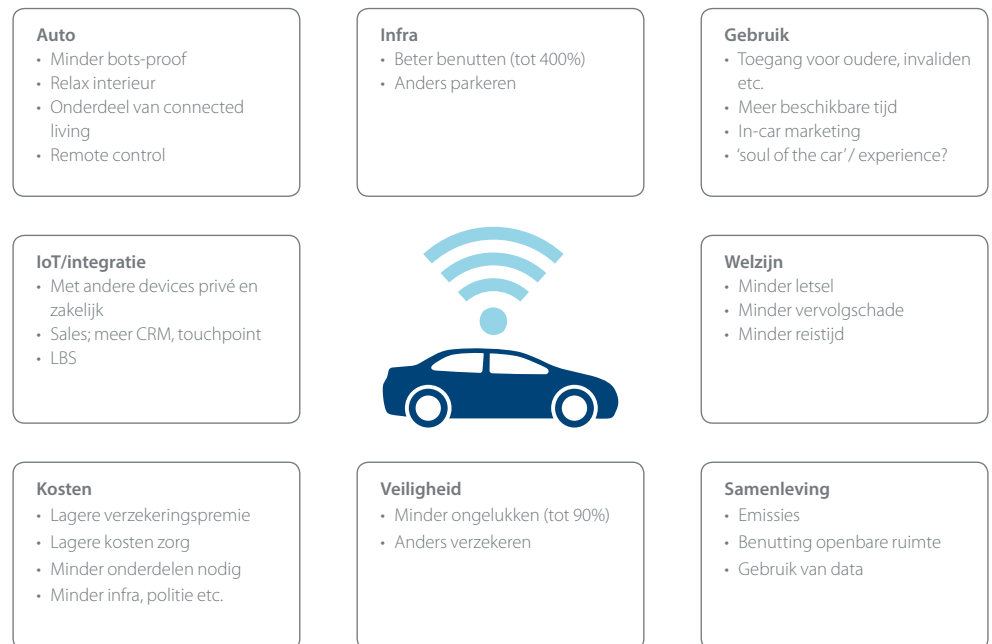 Auto
• Minder bots-proof
• Relax interieur
• Onderdeel van connected
living
• Remote control
Infra
• Beter benutten (tot 400%)
• Anders parkeren
Gebruik
• Toegang voor oudere, invaliden
etc.
• Meer beschikbare tijd
• In-car marketing
• ‘soul of the car’ / experience?
IoT/integratie
• Met andere devices privé en
zakelijk
• Sales; meer CRM, touchpoint
• LBS
Welzijn
• Minder letsel
• Minder vervolgschade
• Minder reistijd
Kosten
• Lagere verzekeringspremie
• Lagere kosten zorg
• Minder onderdelen nodig
• Minder infra, politie etc.
Veiligheid
• Minder ongelukken (tot 90%)
• Anders verzekeren
Samenleving
• Emissies
• Benutting openbare ruimte
• Gebruik van data